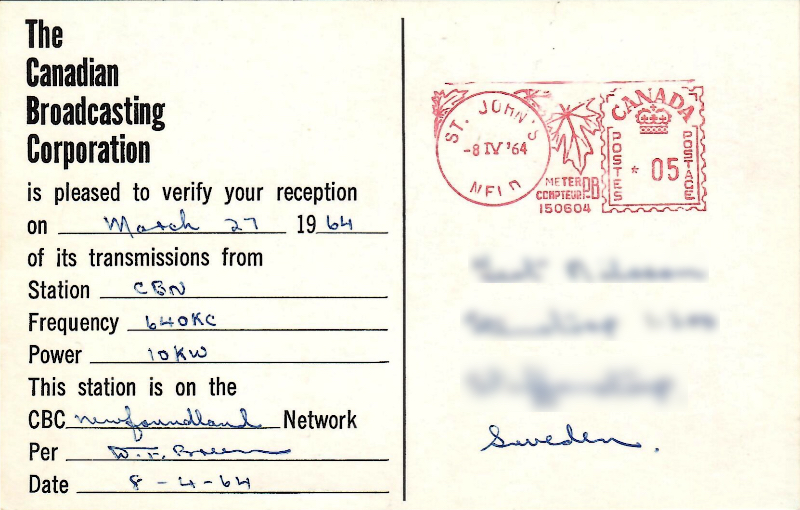 The
Canadian
Broadcasting
Corporation
is pleased to verify your reception
on March 27 1964
of its transmissions from
Station CBN
Frequency 640KC
Power 10KW
This station is on the
CBC newfoundland Network
Per W. F.
Date 8-4-64
ST. JOHN'S
-8 IV '64
NFLD
METER PB
COMPTEUR
150604
CANADA
POSTES
* 05
POSTAGE
Sweden.